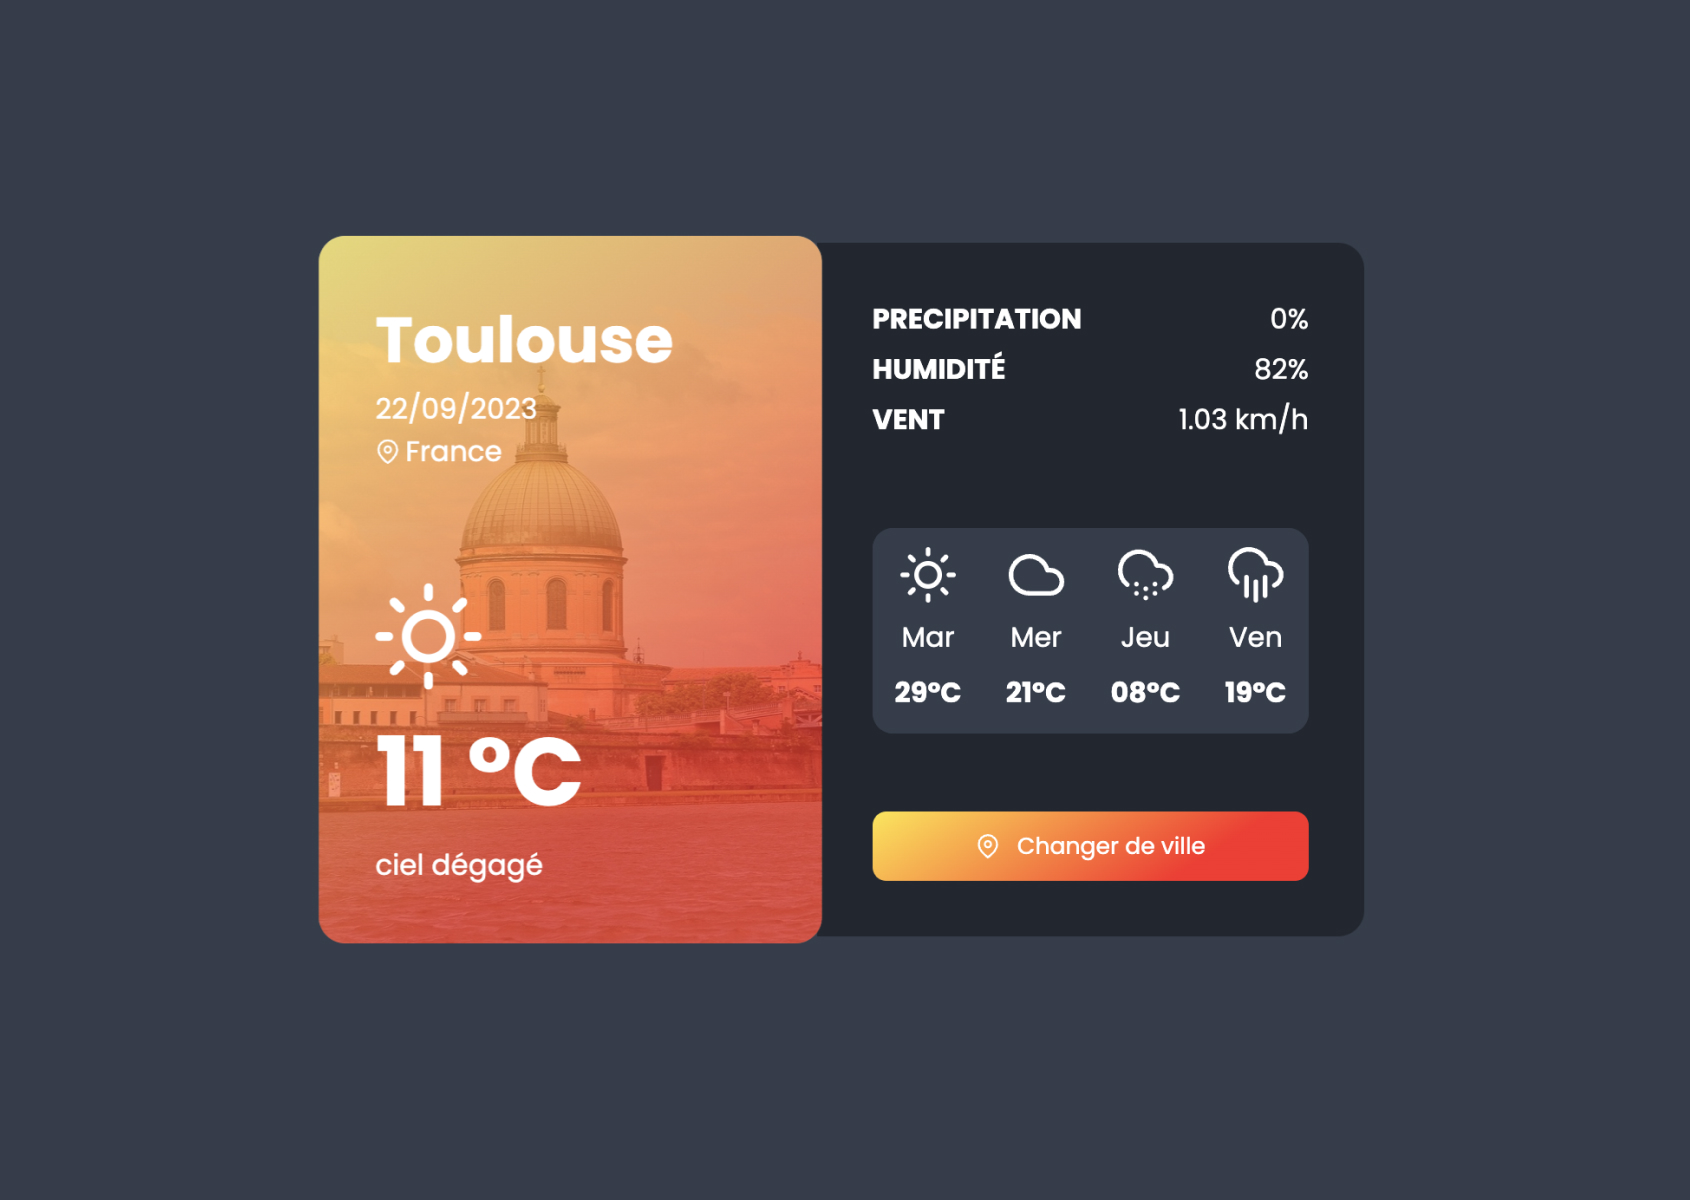 Toulouse
22/09/2023
France
11 °C
ciel dégagé
PRECIPITATION 0%
HUMIDITÉ 82%
VENT 1.03 km/h
Mar Mer Jeu Ven
29°C 21°C 08°C 19°C
Changer de ville